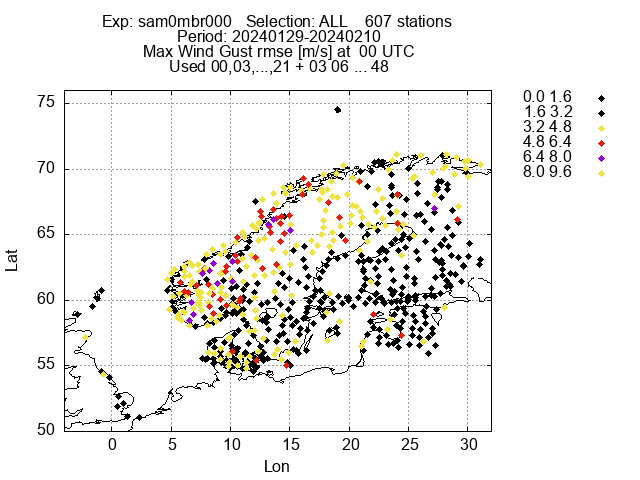 Exp: sam0mbr000 Selection: ALL 607 stations
Period: 20240129-20240210
Max Wind Gust rmse [m/s] at 00 UTC
Used 00,03,...,21 + 03 06 ... 48
0.0 1.6
1.6 3.2
3.2 4.8
4.8 6.4
6.4 8.0
8.0 9.6
75
70
65
60
55
50
Lat
0 5 10 15 20 25 30
Lon